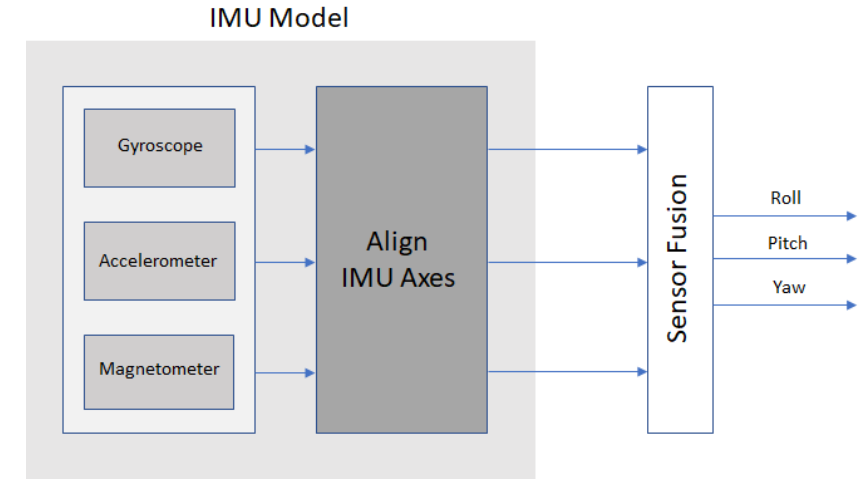 IMU Model
Gyroscope
Accelerometer
Magnetometer
Align
IMU Axes
Sensor Fusion
Roll
Pitch
Yaw